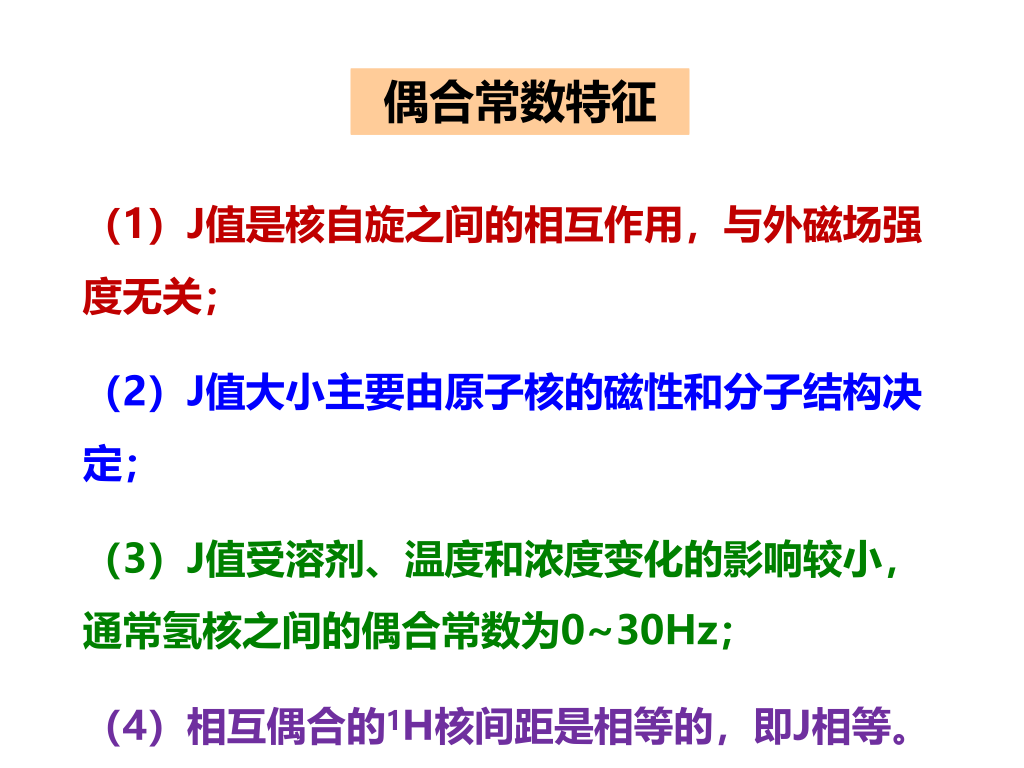 偶合常数特征
（1）J值是核自旋之间的相互作用，与外磁场强
度无关；
（2）J值大小主要由原子核的磁性和分子结构决
定；
（3）J值受溶剂、温度和浓度变化的影响较小，
通常氢核之间的偶合常数为0~30Hz；
（4）相互偶合的¹H核间距是相等的，即J相等。